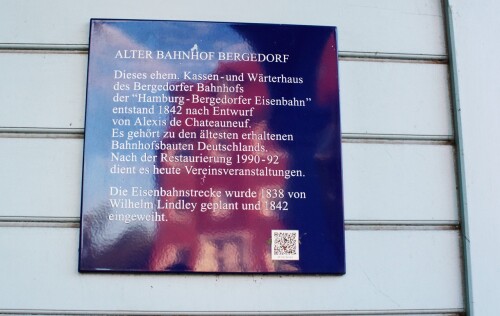 ALTER BAHNHOF BERGEDORF
Dieses ehem. Kassen-und Wärterhaus
des Bergedorfer Bahnhofs
der "Hamburg-Bergedorfer Eisenbahn"
entstand 1842 nach Entwurf
von Alexis de Chateauneuf.
Es gehört zu den ältesten erhaltenen
Bahnhofsbauten Deutschlands.
Nach der Restaurierung 1990-92
dient es heute Vereinsveranstaltungen.
Die Eisenbahnstrecke wurde 1838 von
Wilhelm Lindley geplant und 1842
eingeweiht.